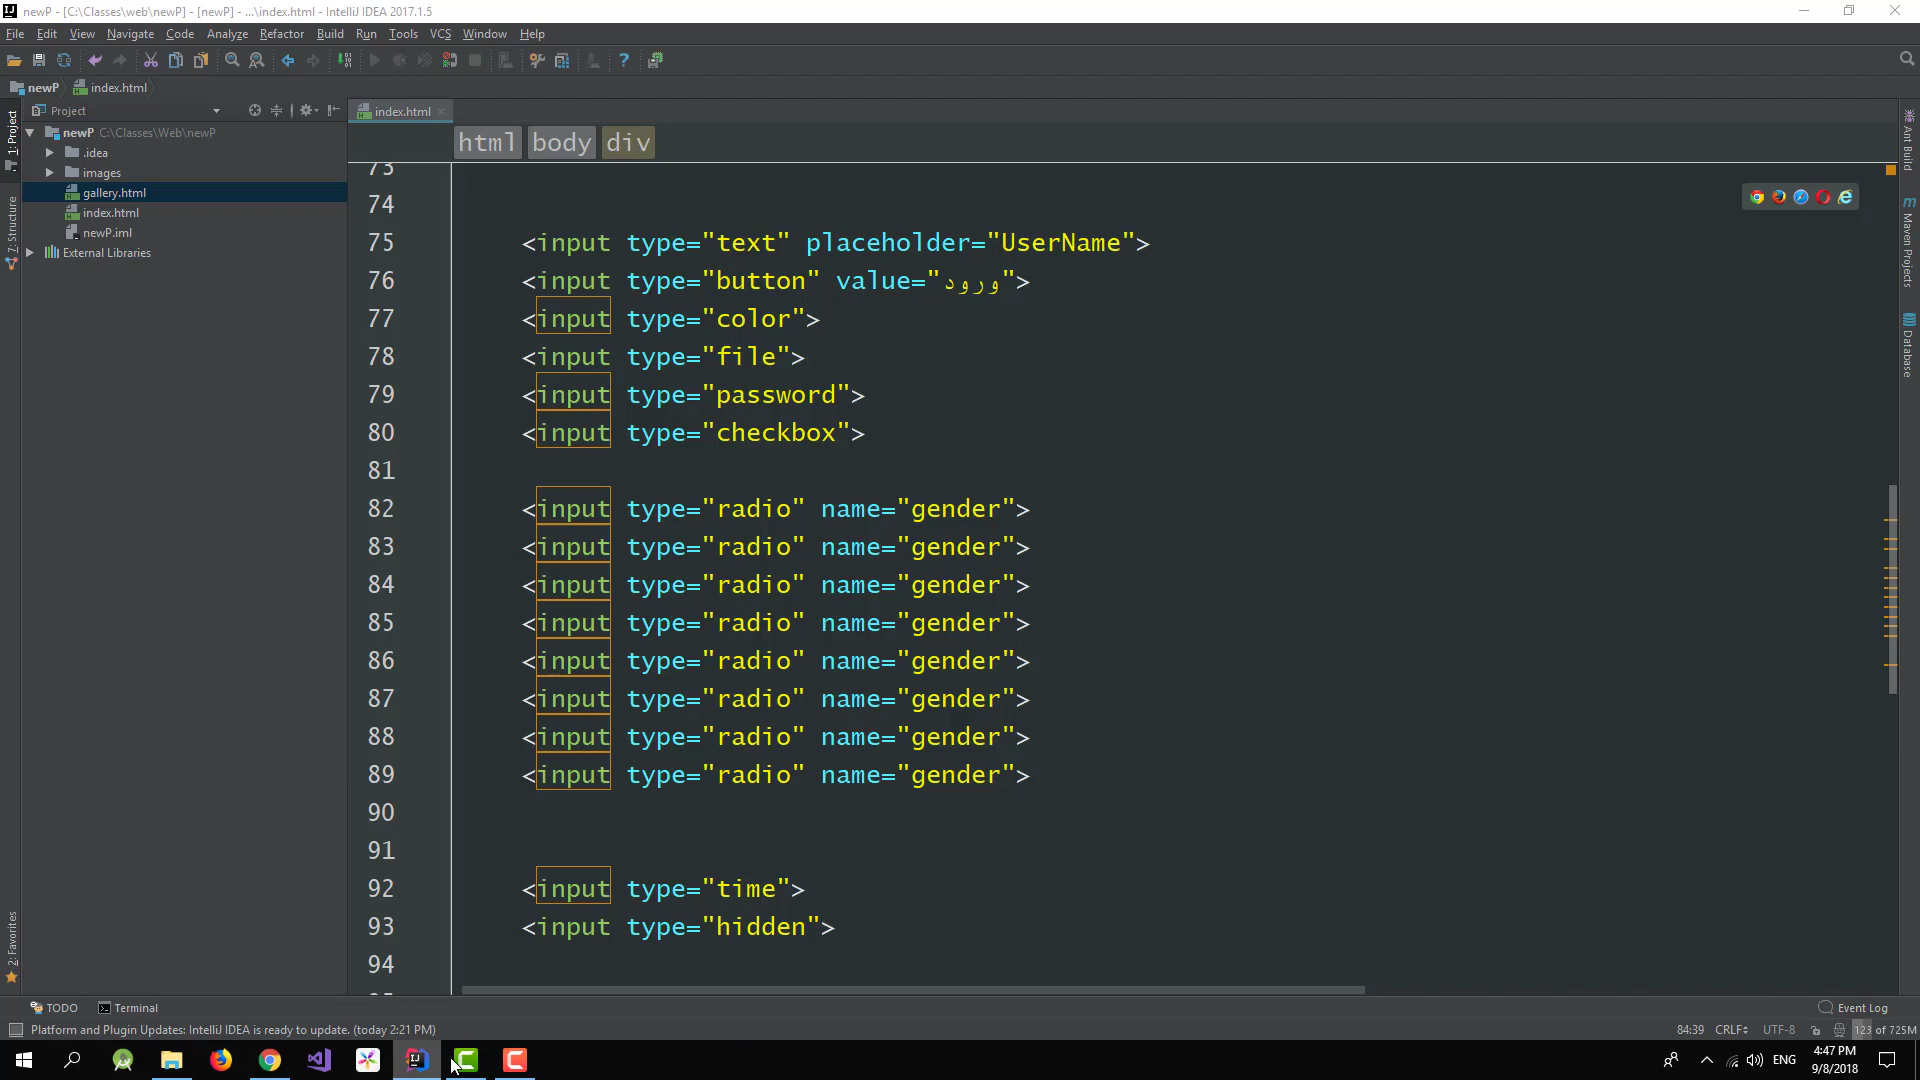 newP - [C:\Classes\web\newP] - [newP] - ...\index.html - IntelliJ IDEA 2017.1.5
File Edit View Navigate Code Analyze Refactor Build Run Tools VCS Window Help
newP index.html
Project
index.html
newP C:\Classes\Web\newP
.idea
images
gallery.html
index.html
newP.iml
External Libraries
1: Project
7: Structure
2: Favorites
Ant Build
Maven Projects
Database
html body div
73
74
75 <input type="text" placeholder="UserName">
76 <input type="button" value="ورود">
77 <input type="color">
78 <input type="file">
79 <input type="password">
80 <input type="checkbox">
81
82 <input type="radio" name="gender">
83 <input type="radio" name="gender">
84 <input type="radio" name="gender">
85 <input type="radio" name="gender">
86 <input type="radio" name="gender">
87 <input type="radio" name="gender">
88 <input type="radio" name="gender">
89 <input type="radio" name="gender">
90
91
92 <input type="time">
93 <input type="hidden">
94
TODO Terminal Event Log
Platform and Plugin Updates: IntelliJ IDEA is ready to update. (today 2:21 PM) 84:39 CRLF UTF-8 123 of 725M
ENG 4:47 PM
9/8/2018